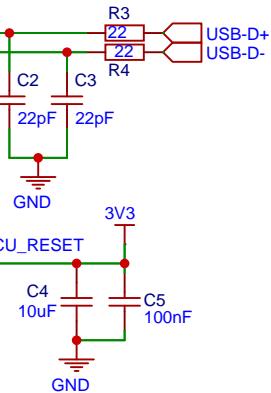 R3
22
USB-D+
22
USB-D-
R4
C2
C3
22pF
22pF
GND
3V3
CU_RESET
C4
10uF
C5
100nF
GND